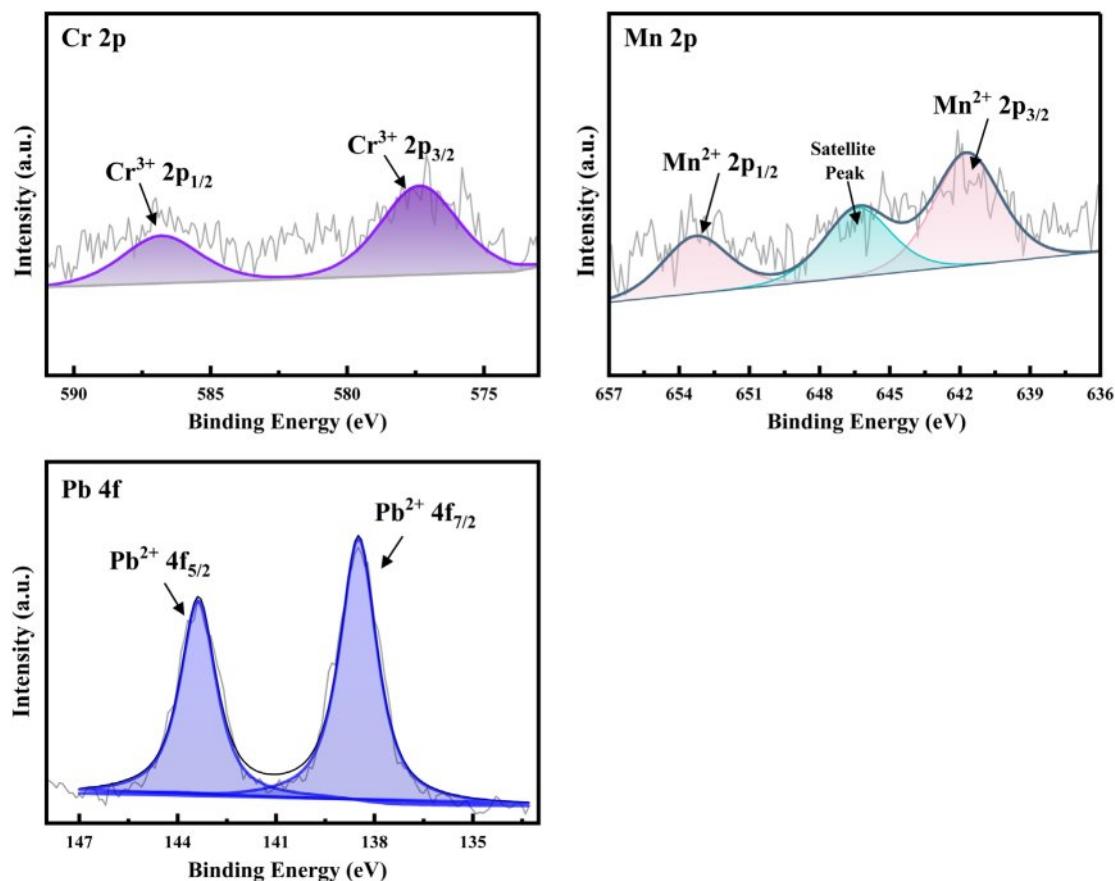 Cr 2p
Cr³⁺ 2p₁/₂
Cr³⁺ 2p₃/₂
Intensity (a.u.)
590 585 580 575
Binding Energy (eV)
Mn 2p
Mn²⁺ 2p₁/₂
Satellite
Peak
Mn²⁺ 2p₃/₂
Intensity (a.u.)
657 654 651 648 645 642 639 636
Binding Energy (eV)
Pb 4f
Pb²⁺ 4f₅/₂
Pb²⁺ 4f₇/₂
Intensity (a.u.)
147 144 141 138 135
Binding Energy (eV)